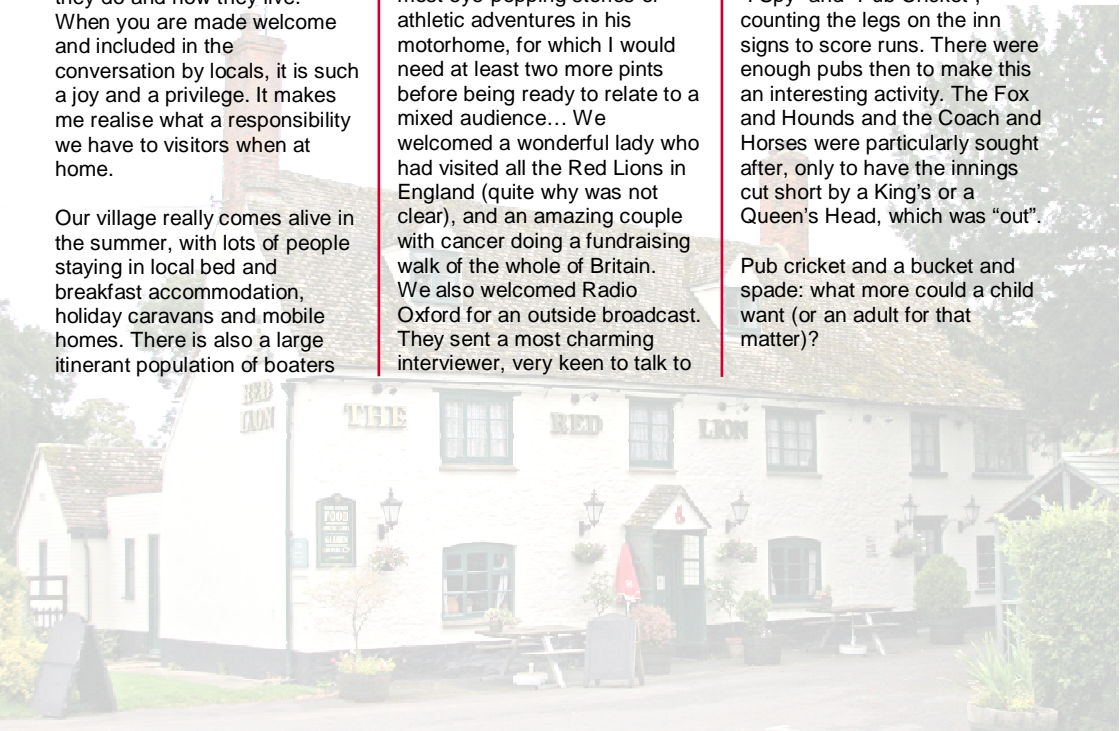 they do and how they live.
When you are made welcome
and included in the
conversation by locals, it is such
a joy and a privilege. It makes
me realise what a responsibility
we have to visitors when at
home.
Our village really comes alive in
the summer, with lots of people
staying in local bed and
breakfast accommodation,
holiday caravans and mobile
homes. There is also a large
itinerant population of boaters
most eye-popping stories of
athletic adventures in his
motorhome, for which I would
need at least two more pints
before being ready to relate to a
mixed audience… We
welcomed a wonderful lady who
had visited all the Red Lions in
England (quite why was not
clear), and an amazing couple
with cancer doing a fundraising
walk of the whole of Britain.
We also welcomed Radio
Oxford for an outside broadcast.
They sent a most charming
interviewer, very keen to talk to
"I Spy" and "Pub Cricket",
counting the legs on the inn
signs to score runs. There were
enough pubs then to make this
an interesting activity. The Fox
and Hounds and the Coach and
Horses were particularly sought
after, only to have the innings
cut short by a King's or a
Queen's Head, which was “out”.
Pub cricket and a bucket and
spade: what more could a child
want (or an adult for that
matter)?
RED
LION
THE RED LION
FOOD